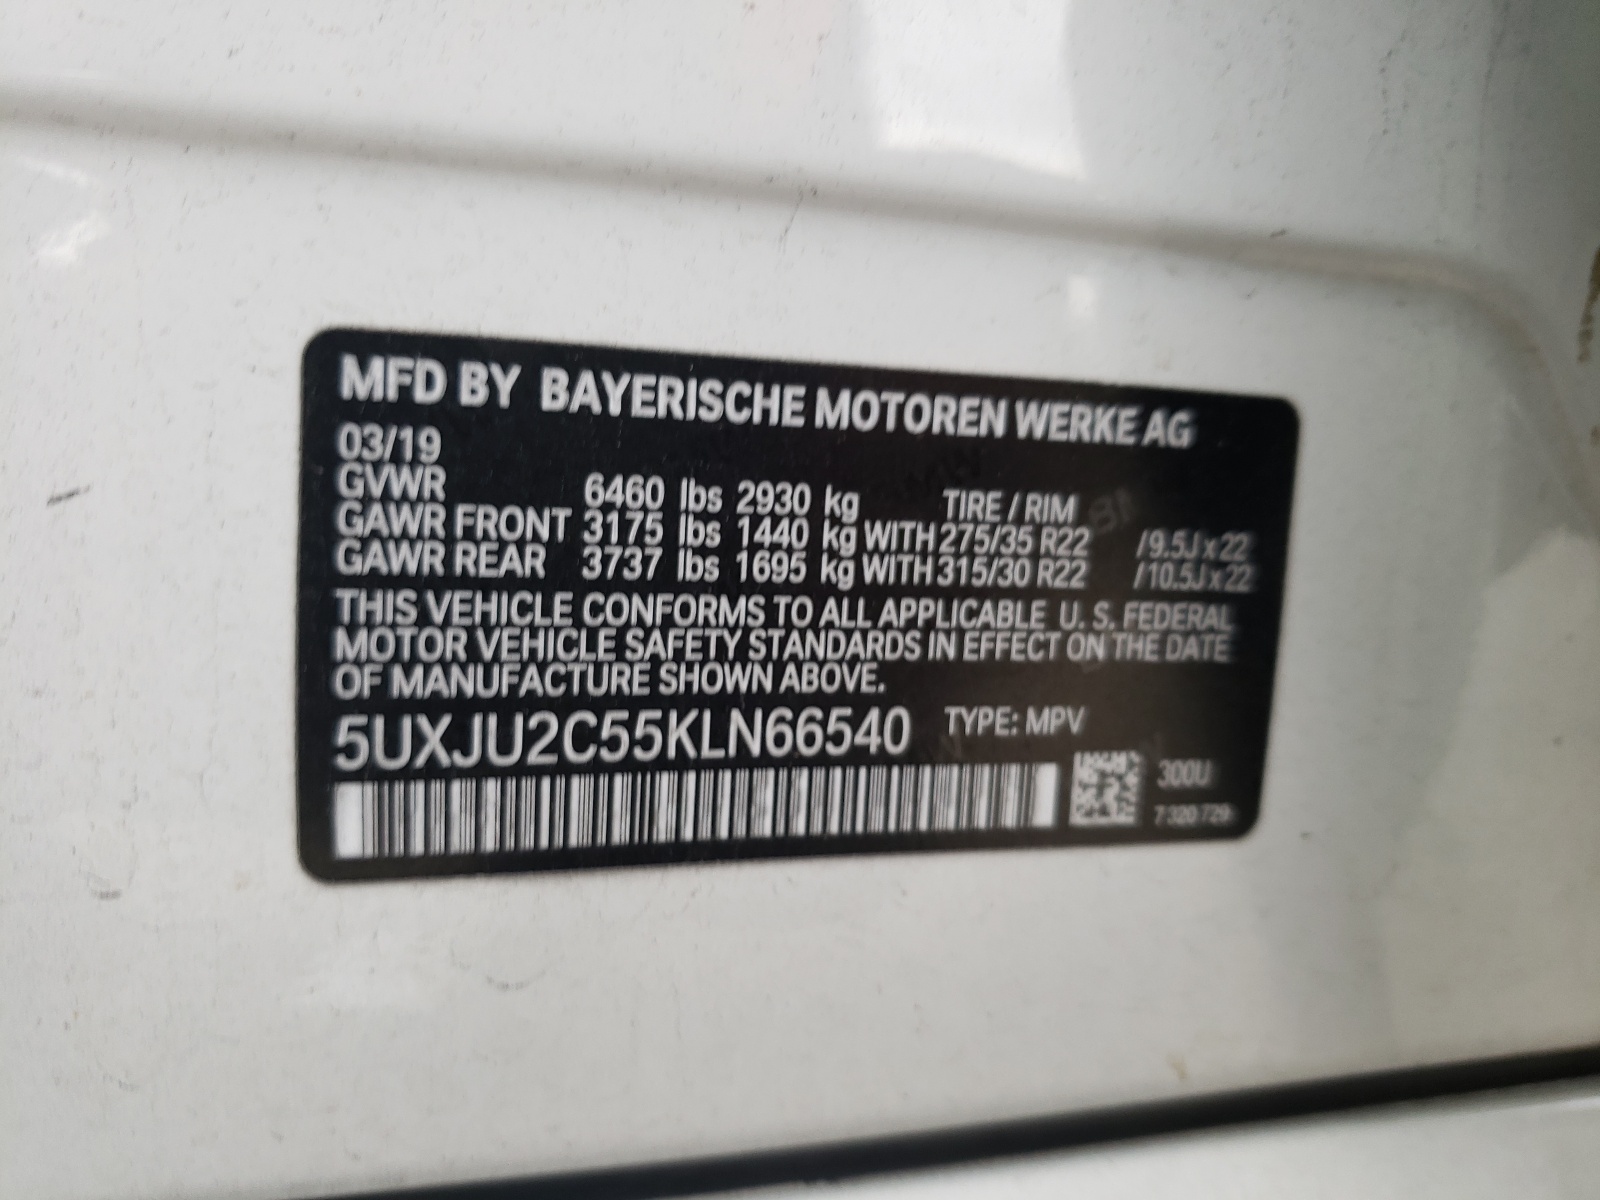 MFD BY BAYERISCHE MOTOREN WERKE AG
03/19
GVWR 6460 lbs 2930 kg TIRE / RIM
GAWR FRONT 3175 lbs 1440 kg WITH 275/35 R22 /9.5J x 22
GAWR REAR 3737 lbs 1695 kg WITH 315/30 R22 /10.5J x 22
THIS VEHICLE CONFORMS TO ALL APPLICABLE U. S. FEDERAL
MOTOR VEHICLE SAFETY STANDARDS IN EFFECT ON THE DATE
OF MANUFACTURE SHOWN ABOVE.
5UXJU2C55KLN66540 TYPE: MPV
300U
7 320 729